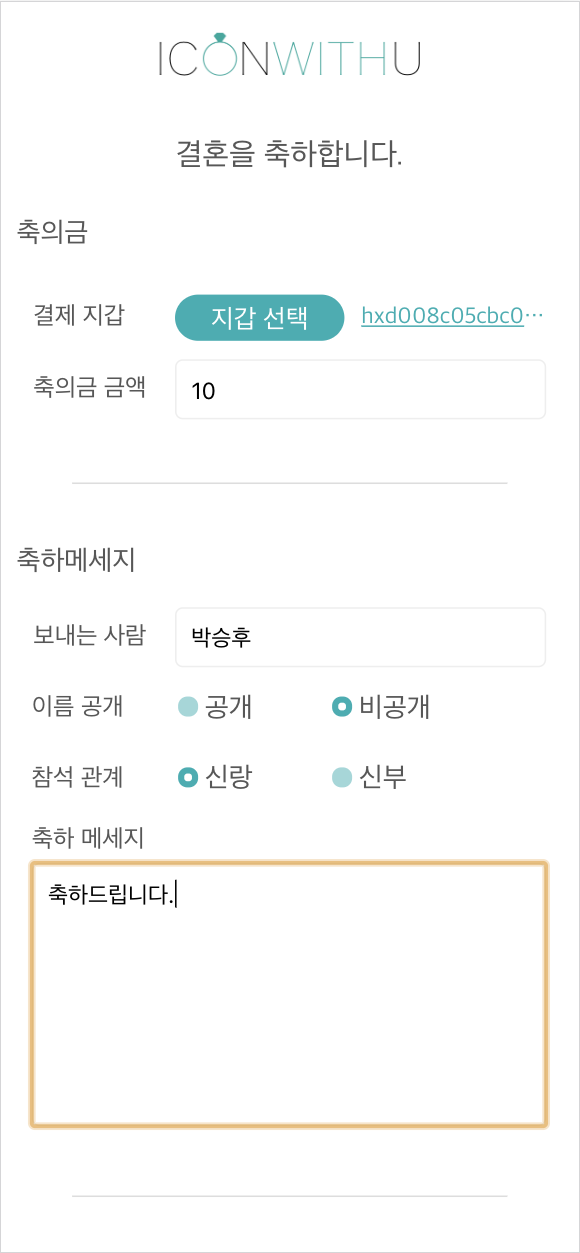 ICONWITHU
결혼을 축하합니다.
축의금
결제 지갑 지갑 선택 hxd008c05cbc0…
축의금 금액 10
축하메세지
보내는 사람 박승후
이름 공개 공개 비공개
참석 관계 신랑 신부
축하 메세지
축하드립니다.